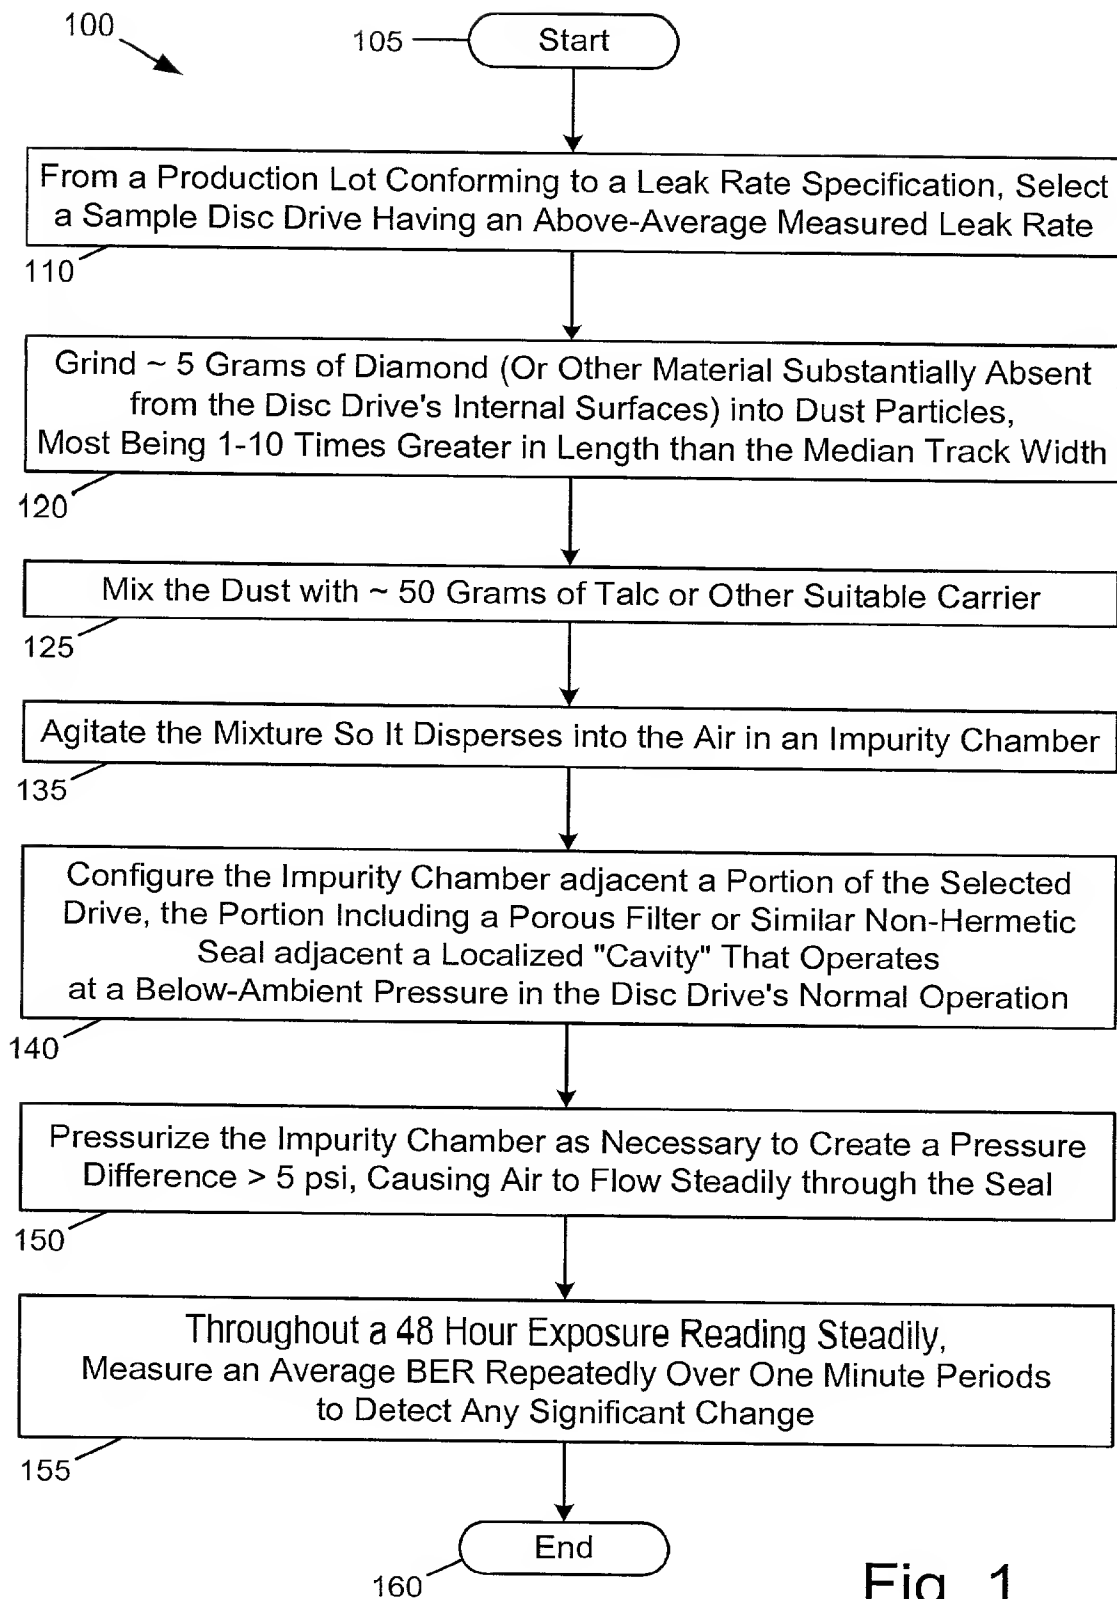 100
105
Start
From a Production Lot Conforming to a Leak Rate Specification, Select
a Sample Disc Drive Having an Above-Average Measured Leak Rate
110
Grind ~ 5 Grams of Diamond (Or Other Material Substantially Absent
from the Disc Drive's Internal Surfaces) into Dust Particles,
Most Being 1-10 Times Greater in Length than the Median Track Width
120
Mix the Dust with ~ 50 Grams of Talc or Other Suitable Carrier
125
Agitate the Mixture So It Disperses into the Air in an Impurity Chamber
135
Configure the Impurity Chamber adjacent a Portion of the Selected
Drive, the Portion Including a Porous Filter or Similar Non-Hermetic
Seal adjacent a Localized "Cavity" That Operates
at a Below-Ambient Pressure in the Disc Drive's Normal Operation
140
Pressurize the Impurity Chamber as Necessary to Create a Pressure
Difference > 5 psi, Causing Air to Flow Steadily through the Seal
150
Throughout a 48 Hour Exposure Reading Steadily,
Measure an Average BER Repeatedly Over One Minute Periods
to Detect Any Significant Change
155
End
160
Fig. 1